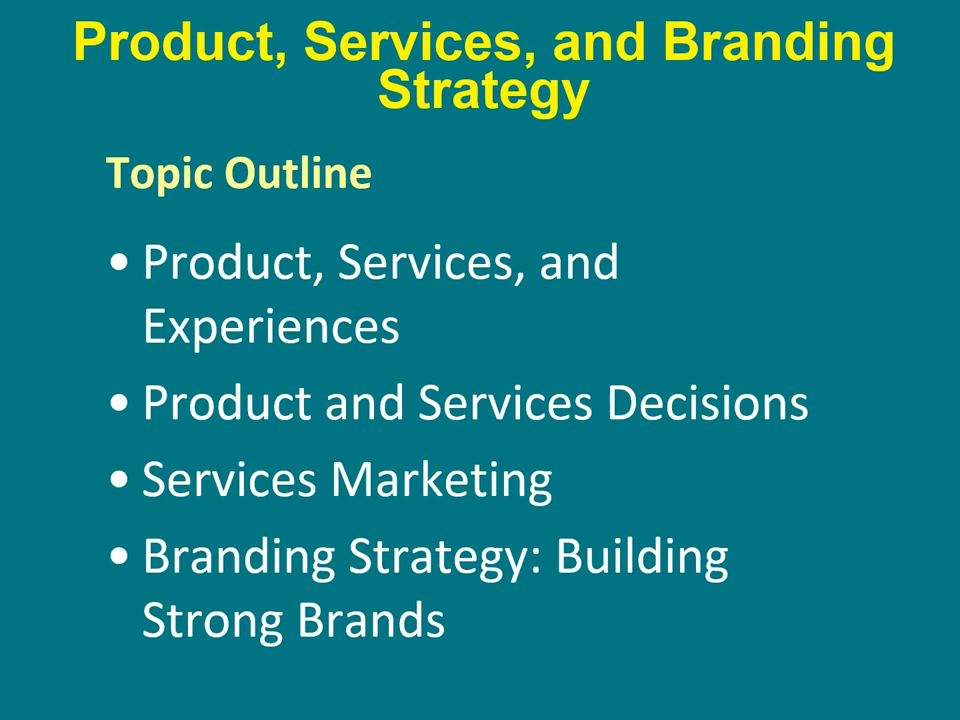 Product, Services, and Branding
Strategy
Topic Outline
• Product, Services, and
Experiences
• Product and Services Decisions
• Services Marketing
• Branding Strategy: Building
Strong Brands